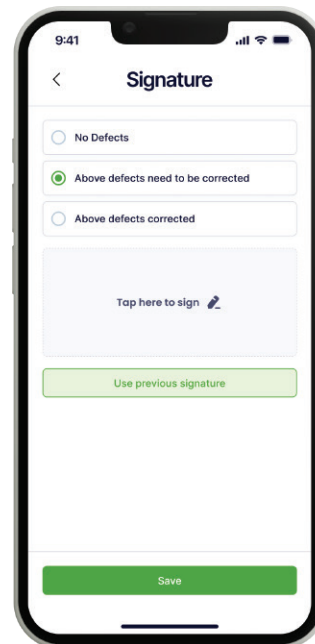 9:41
Signature
No Defects
Above defects need to be corrected
Above defects corrected
Tap here to sign
Use previous signature
Save